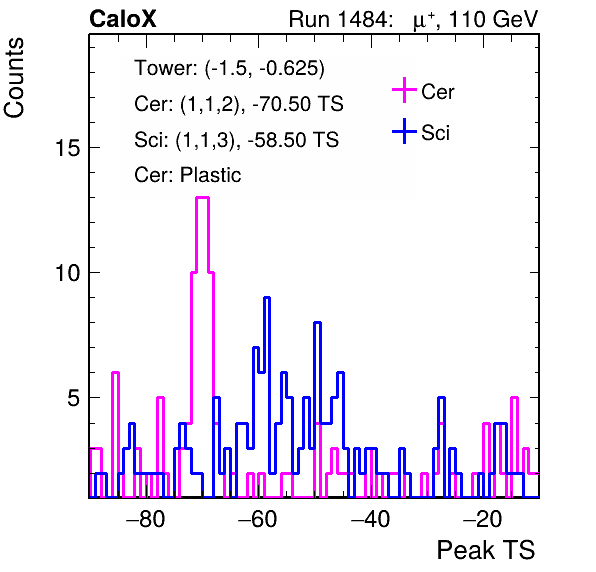 CaloX Run 1484: μ⁺, 110 GeV
Counts
Tower: (-1.5, -0.625)
Cer: (1,1,2), -70.50 TS
Sci: (1,1,3), -58.50 TS
Cer: Plastic
Cer
Sci
15
10
5
−80 −60 −40 −20
Peak TS